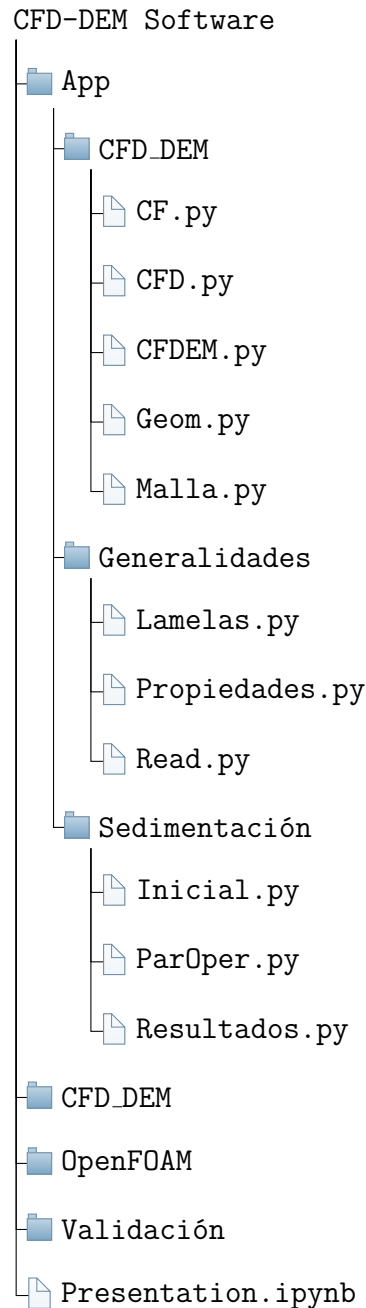 CFD-DEM Software
App
CFD_DEM
CF.py
CFD.py
CFDEM.py
Geom.py
Malla.py
Generalidades
Lamelas.py
Propiedades.py
Read.py
Sedimentación
Inicial.py
ParOper.py
Resultados.py
CFD_DEM
OpenFOAM
Validación
Presentation.ipynb